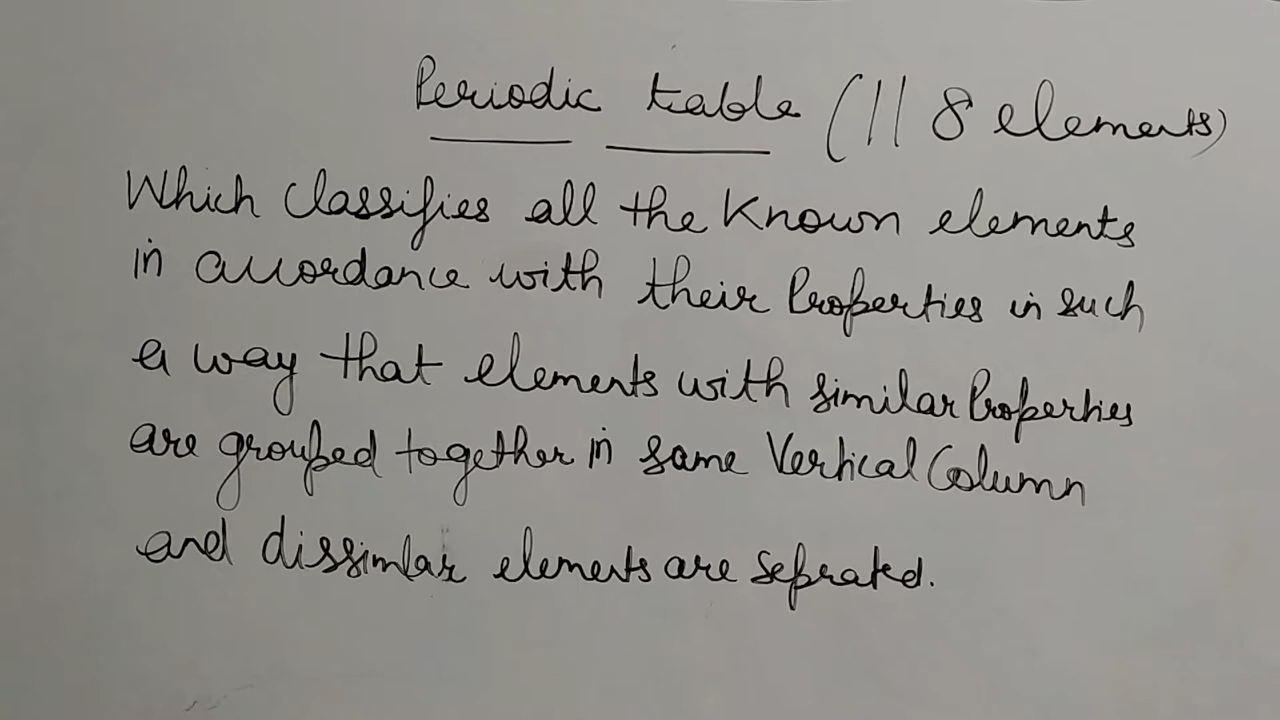 Periodic table (118 elements)
Which classifies all the Known elements
in accordance with their Properties in such
a way that elements with similar Properties
are grouped together in same Vertical Column
and dissimlar elements are seprated.